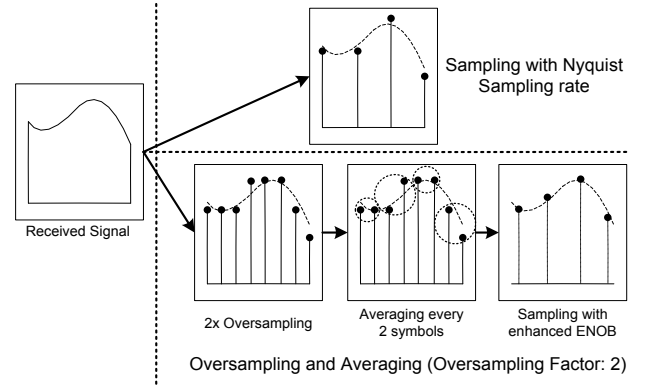 Sampling with Nyquist
Sampling rate
Received Signal
2x Oversampling
Averaging every
2 symbols
Sampling with
enhanced ENOB
Oversampling and Averaging (Oversampling Factor: 2)